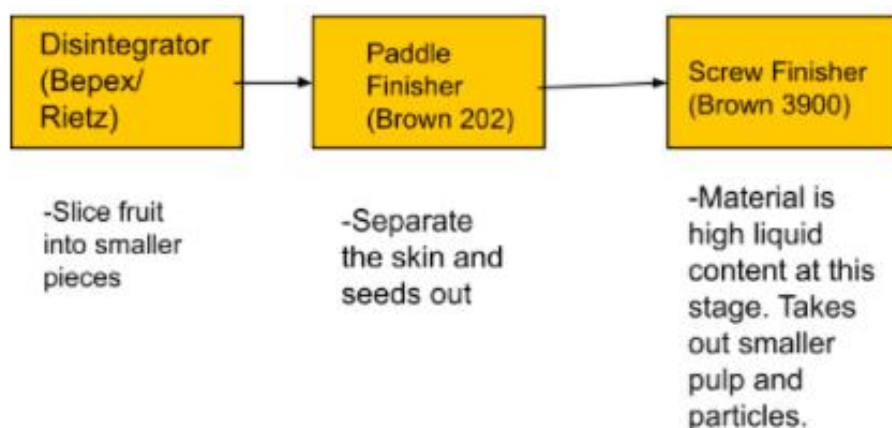 Disintegrator
(Bepex/
Rietz)
Paddle
Finisher
(Brown 202)
Screw Finisher
(Brown 3900)
-Slice fruit
into smaller
pieces
-Separate
the skin and
seeds out
-Material is
high liquid
content at this
stage. Takes
out smaller
pulp and
particles.